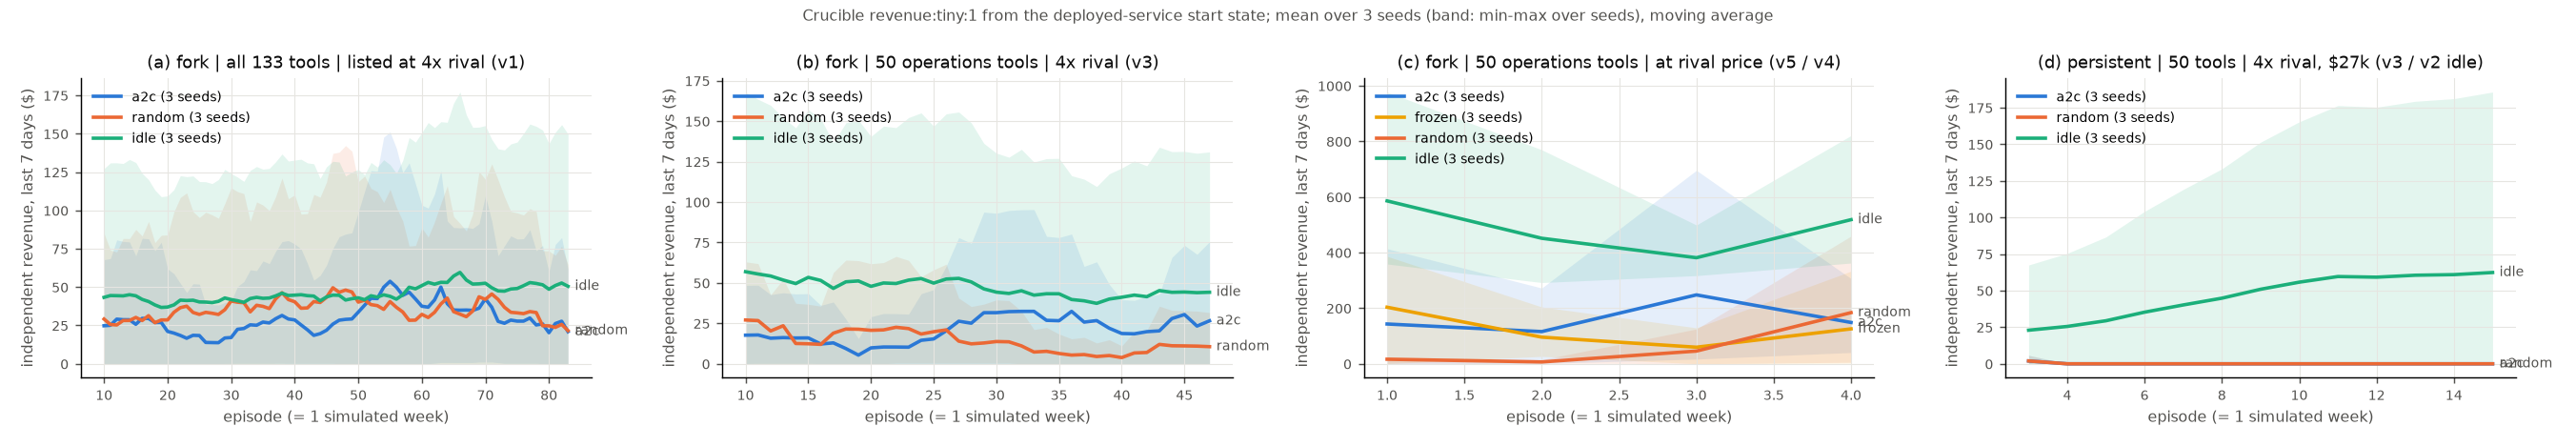 Crucible revenue:tiny:1 from the deployed-service start state; mean over 3 seeds (band: min-max over seeds), moving average
(a) fork | all 133 tools | listed at 4x rival (v1)
independent revenue, last 7 days ($)
175
150
125
100
75
50
25
0
a2c (3 seeds)
random (3 seeds)
idle (3 seeds)
idle
random
a2c
10 20 30 40 50 60 70 80
episode (= 1 simulated week)
(b) fork | 50 operations tools | 4x rival (v3)
independent revenue, last 7 days ($)
175
150
125
100
75
50
25
0
a2c (3 seeds)
random (3 seeds)
idle (3 seeds)
idle
a2c
random
10 15 20 25 30 35 40 45
episode (= 1 simulated week)
(c) fork | 50 operations tools | at rival price (v5 / v4)
independent revenue, last 7 days ($)
1000
800
600
400
200
0
a2c (3 seeds)
frozen (3 seeds)
random (3 seeds)
idle (3 seeds)
idle
random
a2c
frozen
1.0 1.5 2.0 2.5 3.0 3.5 4.0
episode (= 1 simulated week)
(d) persistent | 50 tools | 4x rival, $27k (v3 / v2 idle)
independent revenue, last 7 days ($)
175
150
125
100
75
50
25
0
a2c (3 seeds)
random (3 seeds)
idle (3 seeds)
idle
a2c
random
4 6 8 10 12 14
episode (= 1 simulated week)